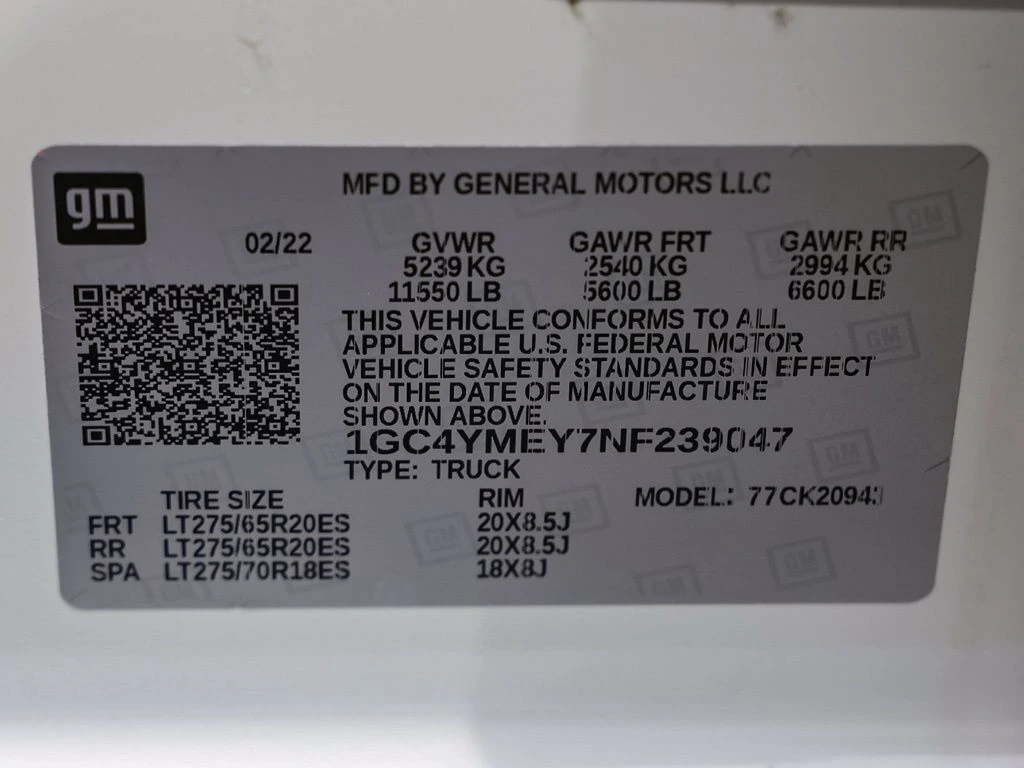 gm
MFD BY GENERAL MOTORS LLC
02/22 GVWR GAWR FRT GAWR RR
5239 KG 2540 KG 2994 KG
11550 LB 5600 LB 6600 LB
THIS VEHICLE CONFORMS TO ALL
APPLICABLE U.S. FEDERAL MOTOR
VEHICLE SAFETY STANDARDS IN EFFECT
ON THE DATE OF MANUFACTURE
SHOWN ABOVE.
1GC4YMEY7NF239047
TYPE: TRUCK
TIRE SIZE RIM MODEL: 77CK20943
FRT LT275/65R20ES 20X8.5J
RR LT275/65R20ES 20X8.5J
SPA LT275/70R18ES 18X8J